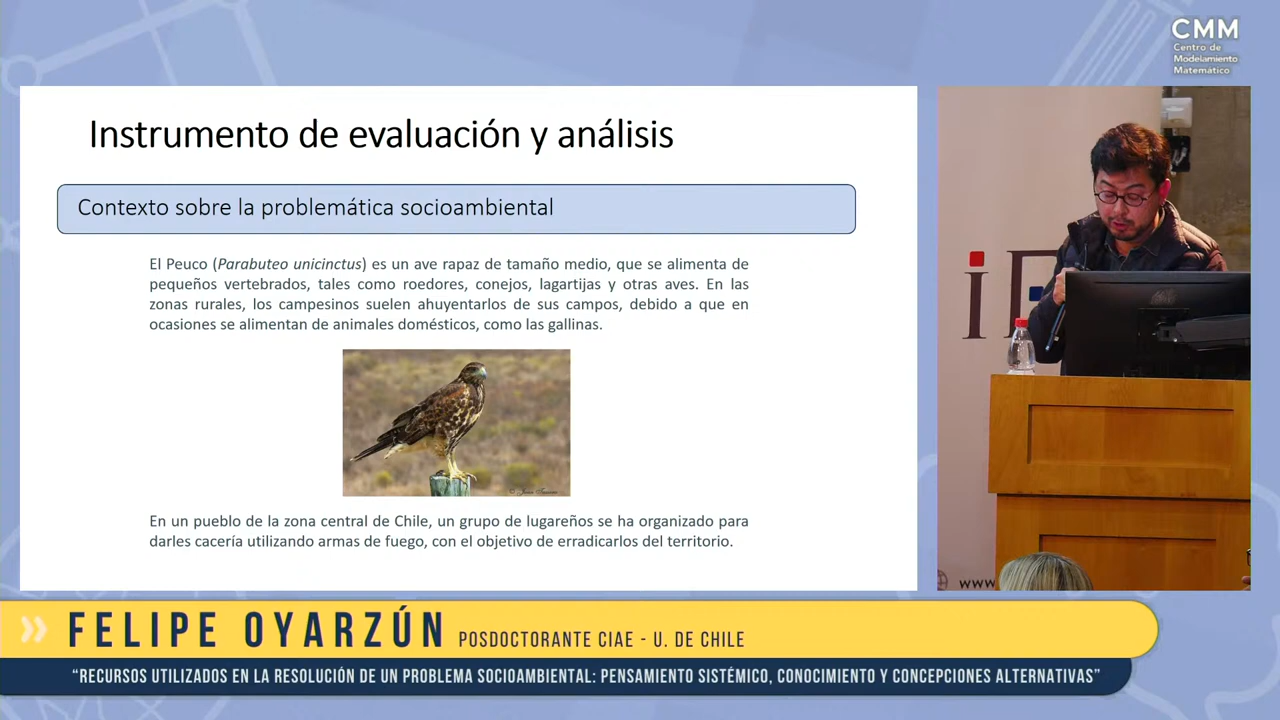 CMM
Centro de
Modelamiento
Matematico
Instrumento de evaluación y análisis
Contexto sobre la problemática socioambiental
El Peuco (Parabuteo unicinctus) es un ave rapaz de tamaño medio, que se alimenta de
pequeños vertebrados, tales como roedores, conejos, lagartijas y otras aves. En las
zonas rurales, los campesinos suelen ahuyentarlos de sus campos, debido a que en
ocasiones se alimentan de animales domésticos, como las gallinas.
En un pueblo de la zona central de Chile, un grupo de lugareños se ha organizado para
darles cacería utilizando armas de fuego, con el objetivo de erradicarlos del territorio.
www
FELIPE OYARZÚN POSDOCTORANTE CIAE - U. DE CHILE
“RECURSOS UTILIZADOS EN LA RESOLUCIÓN DE UN PROBLEMA SOCIOAMBIENTAL: PENSAMIENTO SISTÉMICO, CONOCIMIENTO Y CONCEPCIONES ALTERNATIVAS”